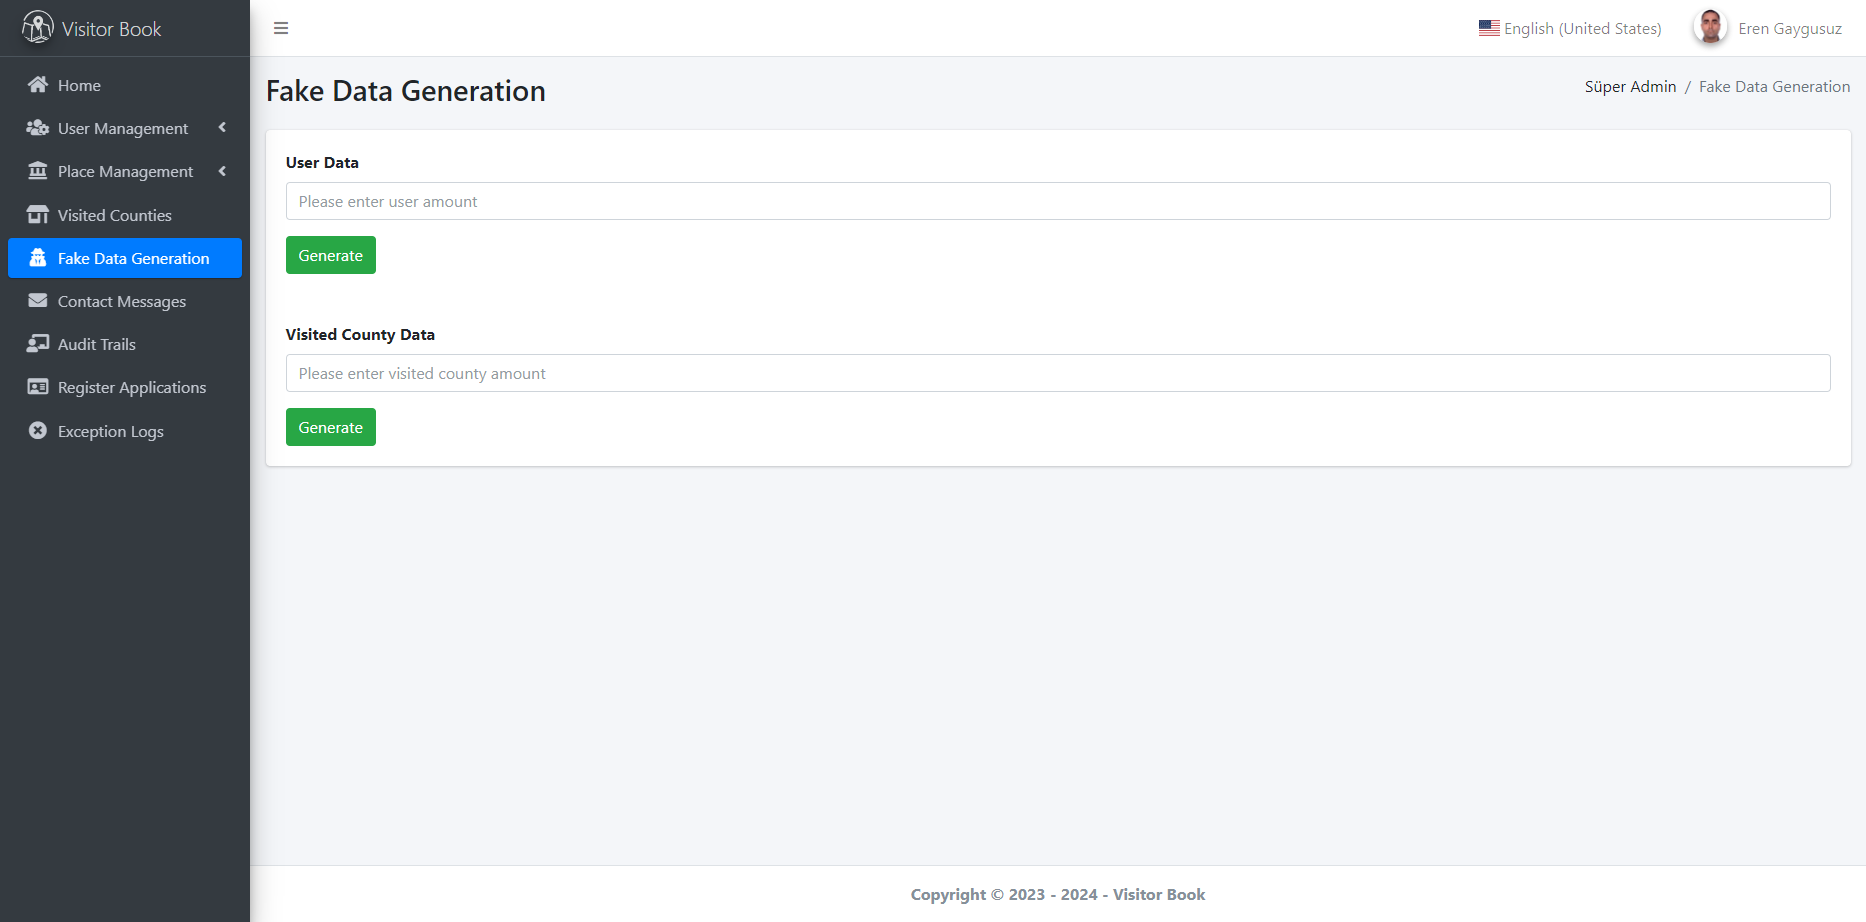 Visitor Book
English (United States)
Eren Gaygusuz
Home
User Management
Place Management
Visited Counties
Fake Data Generation
Contact Messages
Audit Trails
Register Applications
Exception Logs
Fake Data Generation
Süper Admin / Fake Data Generation
User Data
Please enter user amount
Generate
Visited County Data
Please enter visited county amount
Generate
Copyright © 2023 - 2024 - Visitor Book